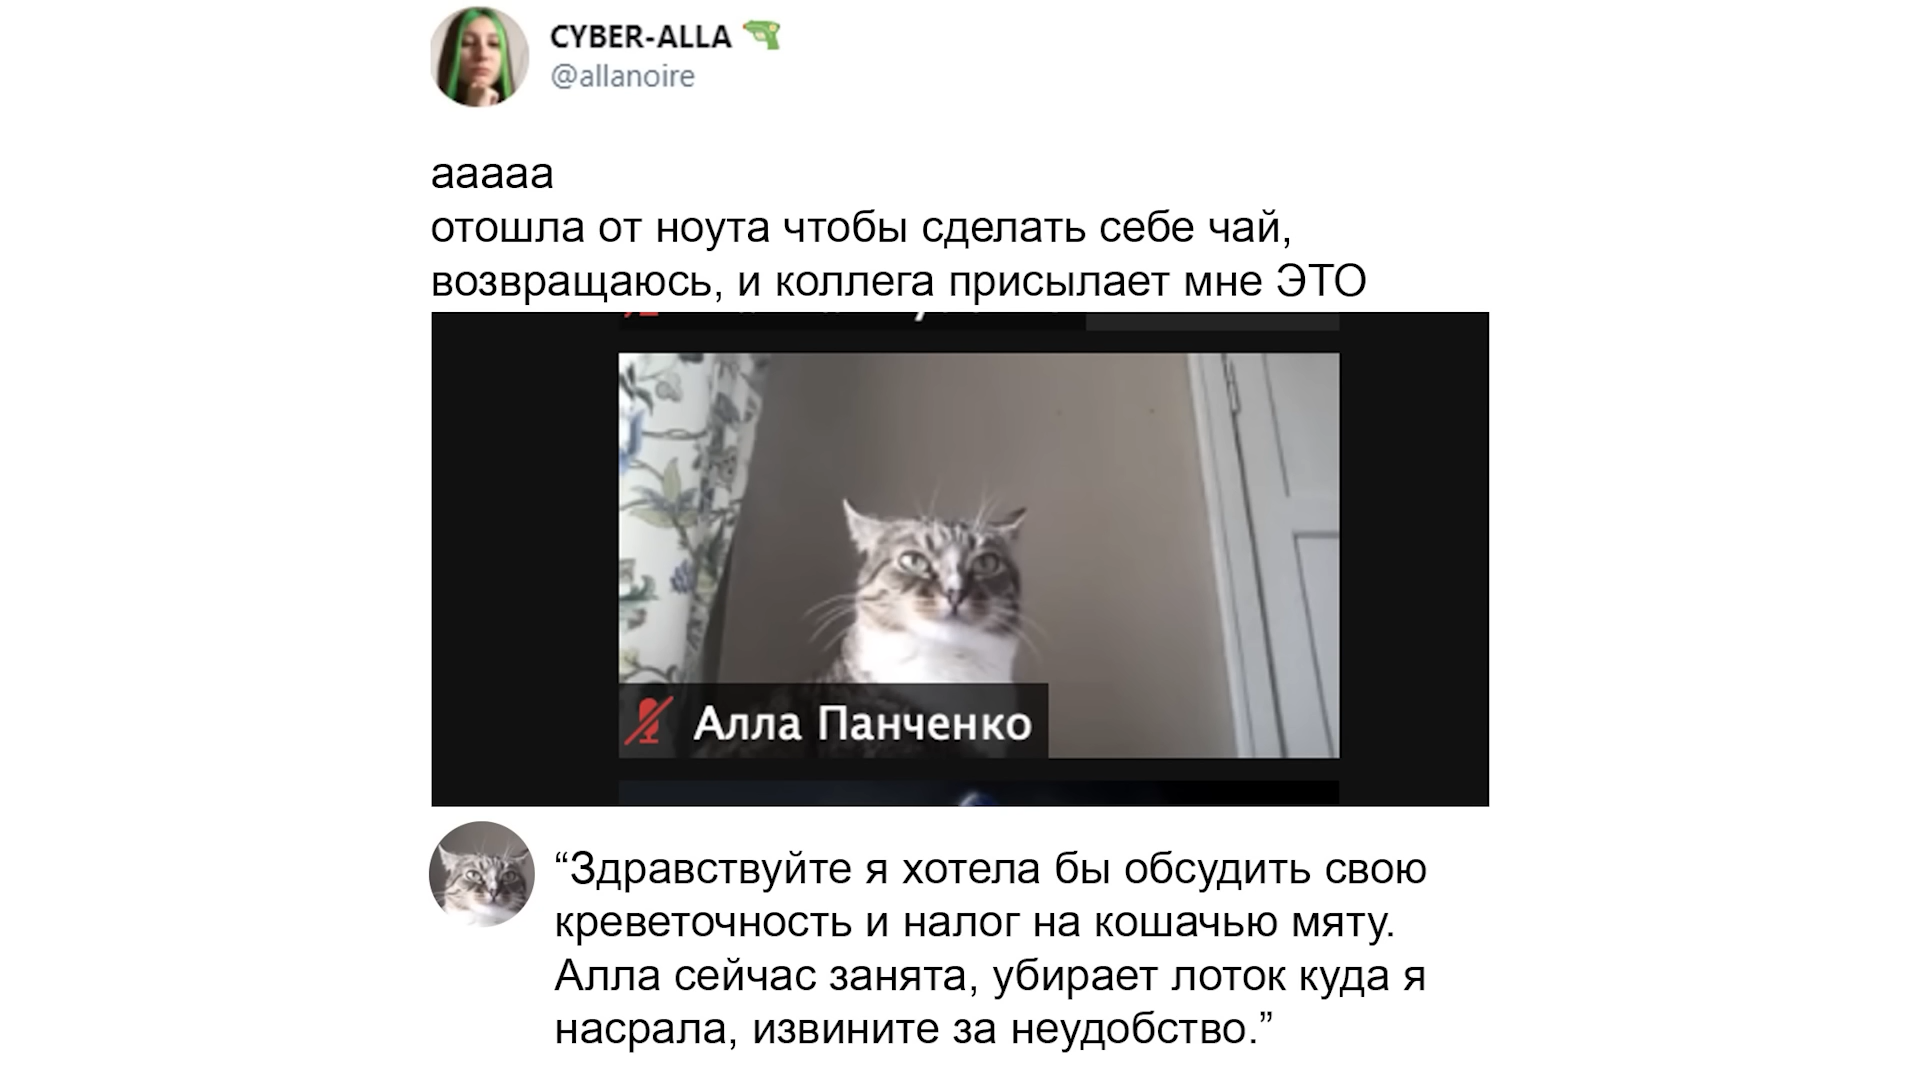 CYBER-ALLA
@allanoire
ааааа
отошла от ноута чтобы сделать себе чай,
возвращаюсь, и коллега присылает мне ЭТО
Алла Панченко
“Здравствуйте я хотела бы обсудить свою
креветочность и налог на кошачью мяту.
Алла сейчас занята, убирает лоток куда я
насрала, извините за неудобство.”